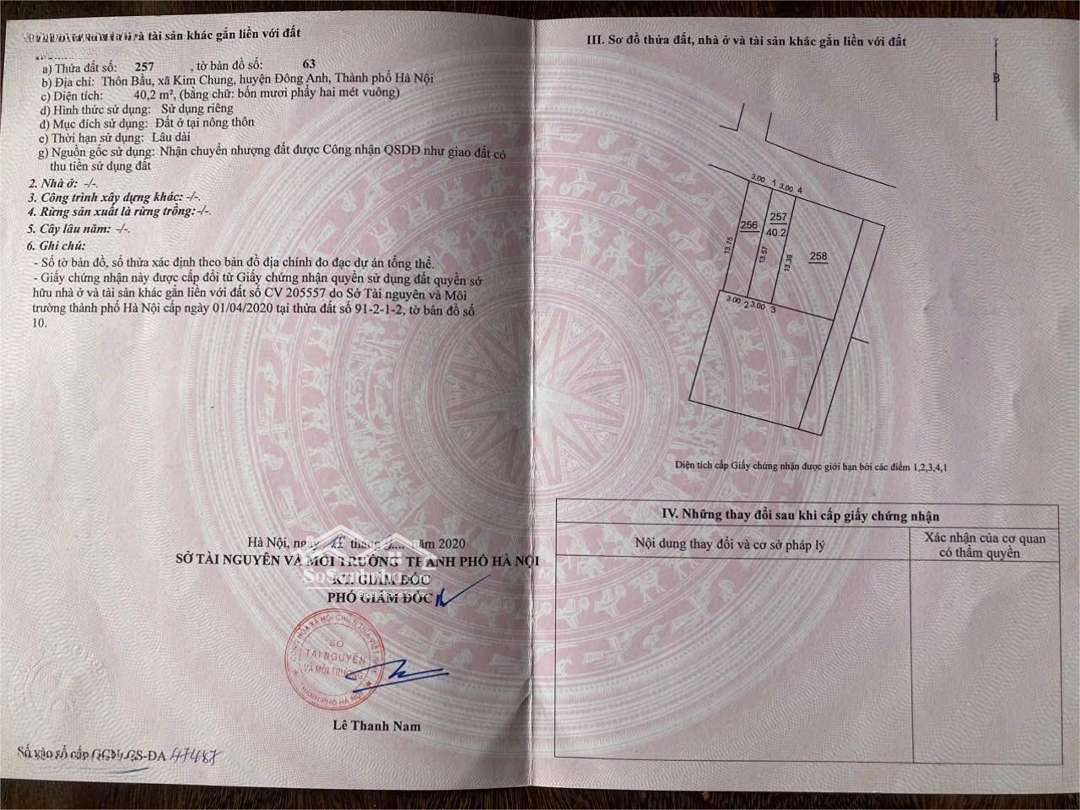 và tài sản khác gắn liền với đất
a) Thửa đất số: 257 , tờ bản đồ số: 63
b) Địa chỉ: Thôn Bầu, xã Kim Chung, huyện Đông Anh, Thành phố Hà Nội
c) Diện tích: 40,2 m², (bằng chữ: bốn mươi phẩy hai mét vuông)
d) Hình thức sử dụng: Sử dụng riêng
đ) Mục đích sử dụng: Đất ở tại nông thôn
e) Thời hạn sử dụng: Lâu dài
g) Nguồn gốc sử dụng: Nhận chuyển nhượng đất được Công nhận QSDĐ như giao đất có
thu tiền sử dụng đất
2. Nhà ở: -/-.
3. Công trình xây dựng khác: -/-.
4. Rừng sản xuất là rừng trồng:-/-.
5. Cây lâu năm: -/-.
6. Ghi chú:
- Số tờ bản đồ, số thửa xác định theo bản đồ địa chính đo đạc dự án tổng thể.
- Giấy chứng nhận này được cấp đổi từ Giấy chứng nhận quyền sử dụng đất quyền sở
hữu nhà ở và tài sản khác gắn liền với đất số CV 205557 do Sở Tài nguyên và Môi
trường thành phố Hà Nội cấp ngày 01/04/2020 tại thửa đất số 91-2-1-2, tờ bản đồ số
10.
Hà Nội, ngày tháng năm 2020
SỞ TÀI NGUYÊN VÀ MÔI TRƯỜNG THÀNH PHỐ HÀ NỘI
KT. GIÁM ĐỐC
PHÓ GIÁM ĐỐC
SỞ
TÀI NGUYÊN
VÀ MÔI TRƯỜNG
Lê Thanh Nam
Số vào sổ cấp GCN: CS-ĐA 47487
III. Sơ đồ thửa đất, nhà ở và tài sản khác gắn liền với đất
B
3.00 1 3.00 4
256
257
40.2
258
13.75
13.57
13.39
3.00 2 3.00 3
Diện tích cấp Giấy chứng nhận được giới hạn bởi các điểm 1,2,3,4,1
IV. Những thay đổi sau khi cấp giấy chứng nhận
Nội dung thay đổi và cơ sở pháp lý
Xác nhận của cơ quan
có thẩm quyền